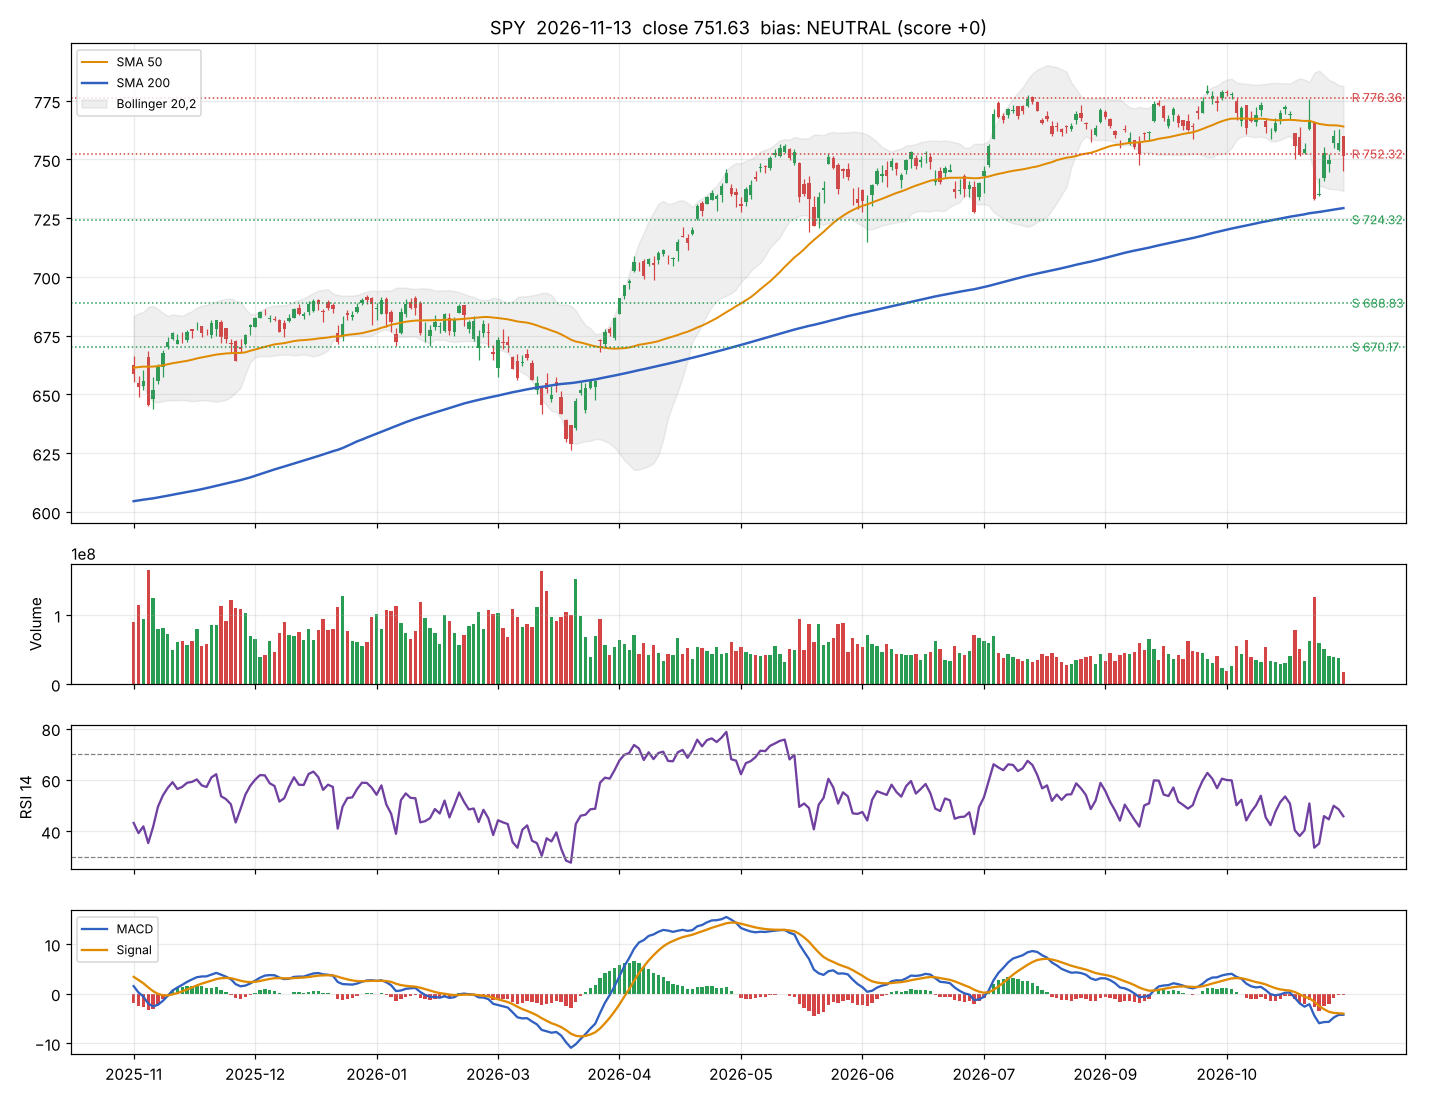 SPY 2026-11-13 close 751.63 bias: NEUTRAL (score +0)
SMA 50
SMA 200
Bollinger 20,2
775
750
725
700
675
650
625
600
R 776.36
R 752.32
S 724.32
S 688.83
S 670.17
1e8
Volume
1
0
RSI 14
80
60
40
MACD
Signal
10
0
−10
2025-11
2025-12
2026-01
2026-03
2026-04
2026-05
2026-06
2026-07
2026-09
2026-10